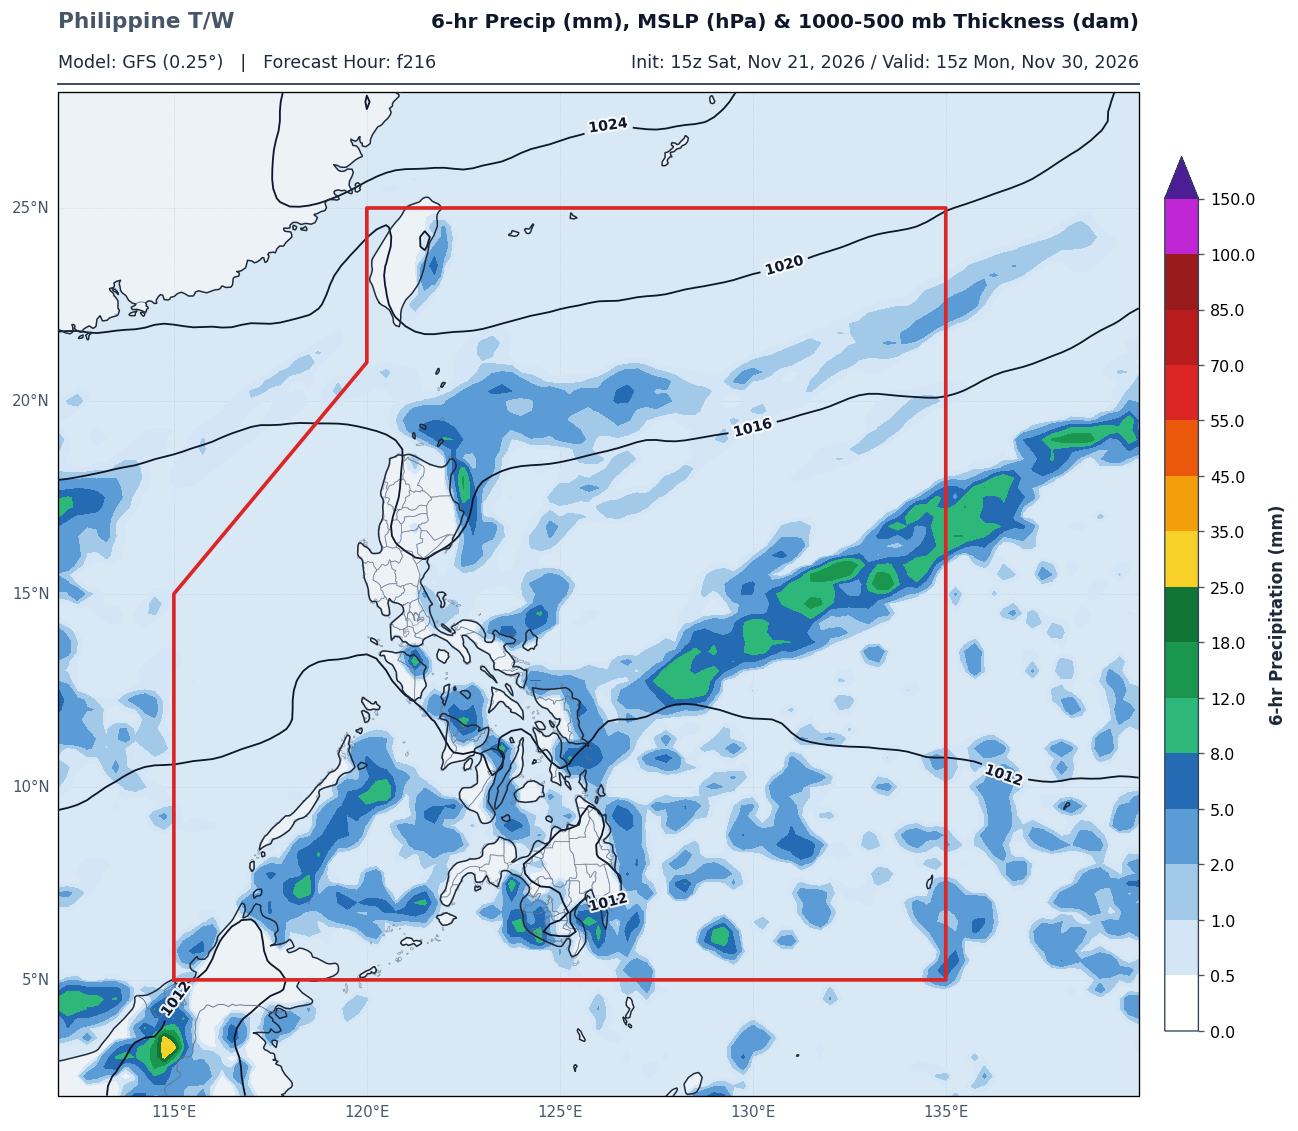 Philippine T/W
6-hr Precip (mm), MSLP (hPa) & 1000-500 mb Thickness (dam)
Model: GFS (0.25°) | Forecast Hour: f216
Init: 15z Sat, Nov 21, 2026 / Valid: 15z Mon, Nov 30, 2026
1024
1020
1016
1012
1012
1012
25°N
20°N
15°N
10°N
5°N
115°E
120°E
125°E
130°E
135°E
150.0
100.0
85.0
70.0
55.0
45.0
35.0
25.0
18.0
12.0
8.0
5.0
2.0
1.0
0.5
0.0
6-hr Precipitation (mm)